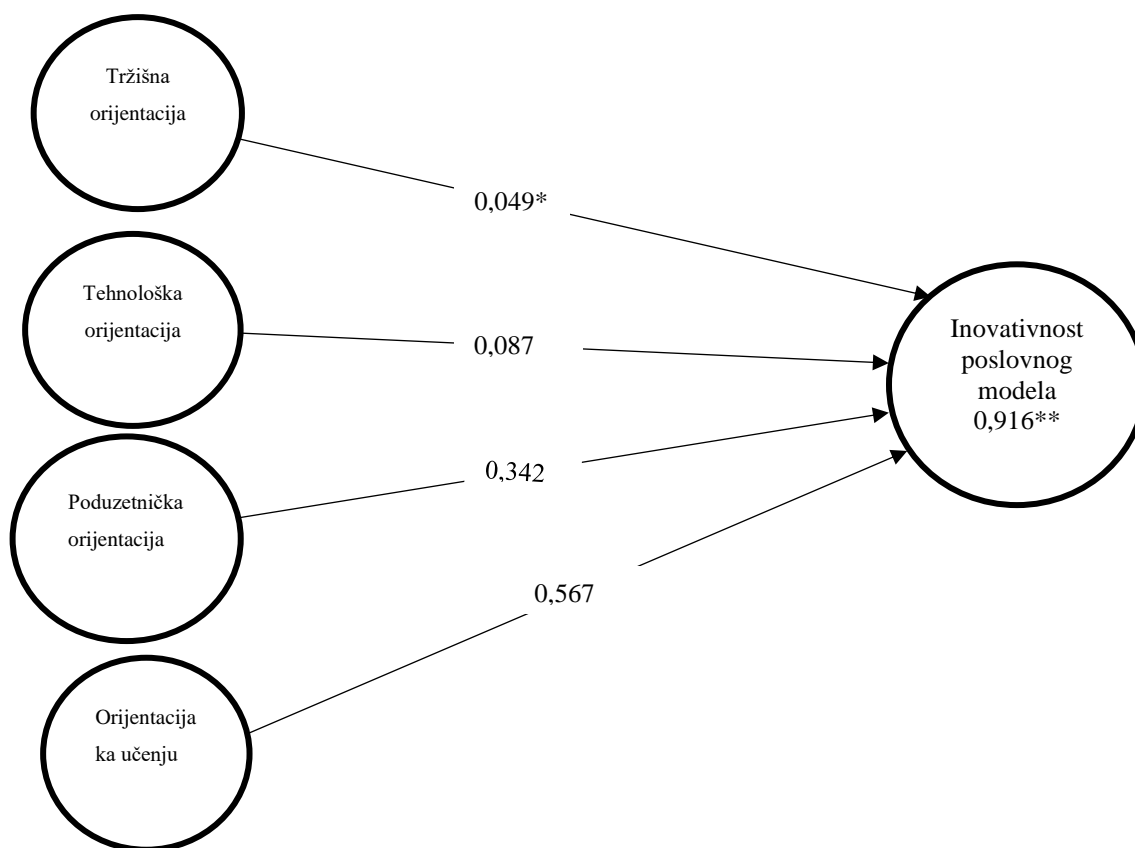 Tržišna
orijentacija
0,049*
Tehnološka
orijentacija
0,087
Poduzetnička
orijentacija
0,342
Orijentacija
ka učenju
0,567
Inovativnost
poslovnog
modela
0,916**